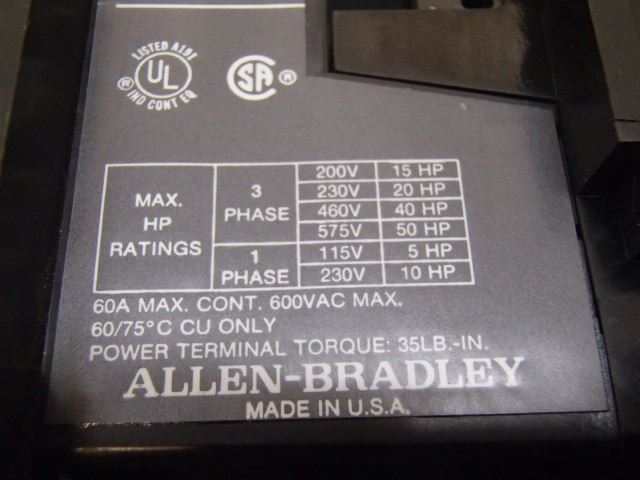 LISTED A191
UL
®
IND CONT EQ
SA ®
MAX.
HP
RATINGS
3
PHASE
200V 15 HP
230V 20 HP
460V 40 HP
575V 50 HP
1
PHASE
115V 5 HP
230V 10 HP
60A MAX. CONT. 600VAC MAX.
60/75°C CU ONLY
POWER TERMINAL TORQUE: 35LB.-IN.
ALLEN-BRADLEY
MADE IN U.S.A.